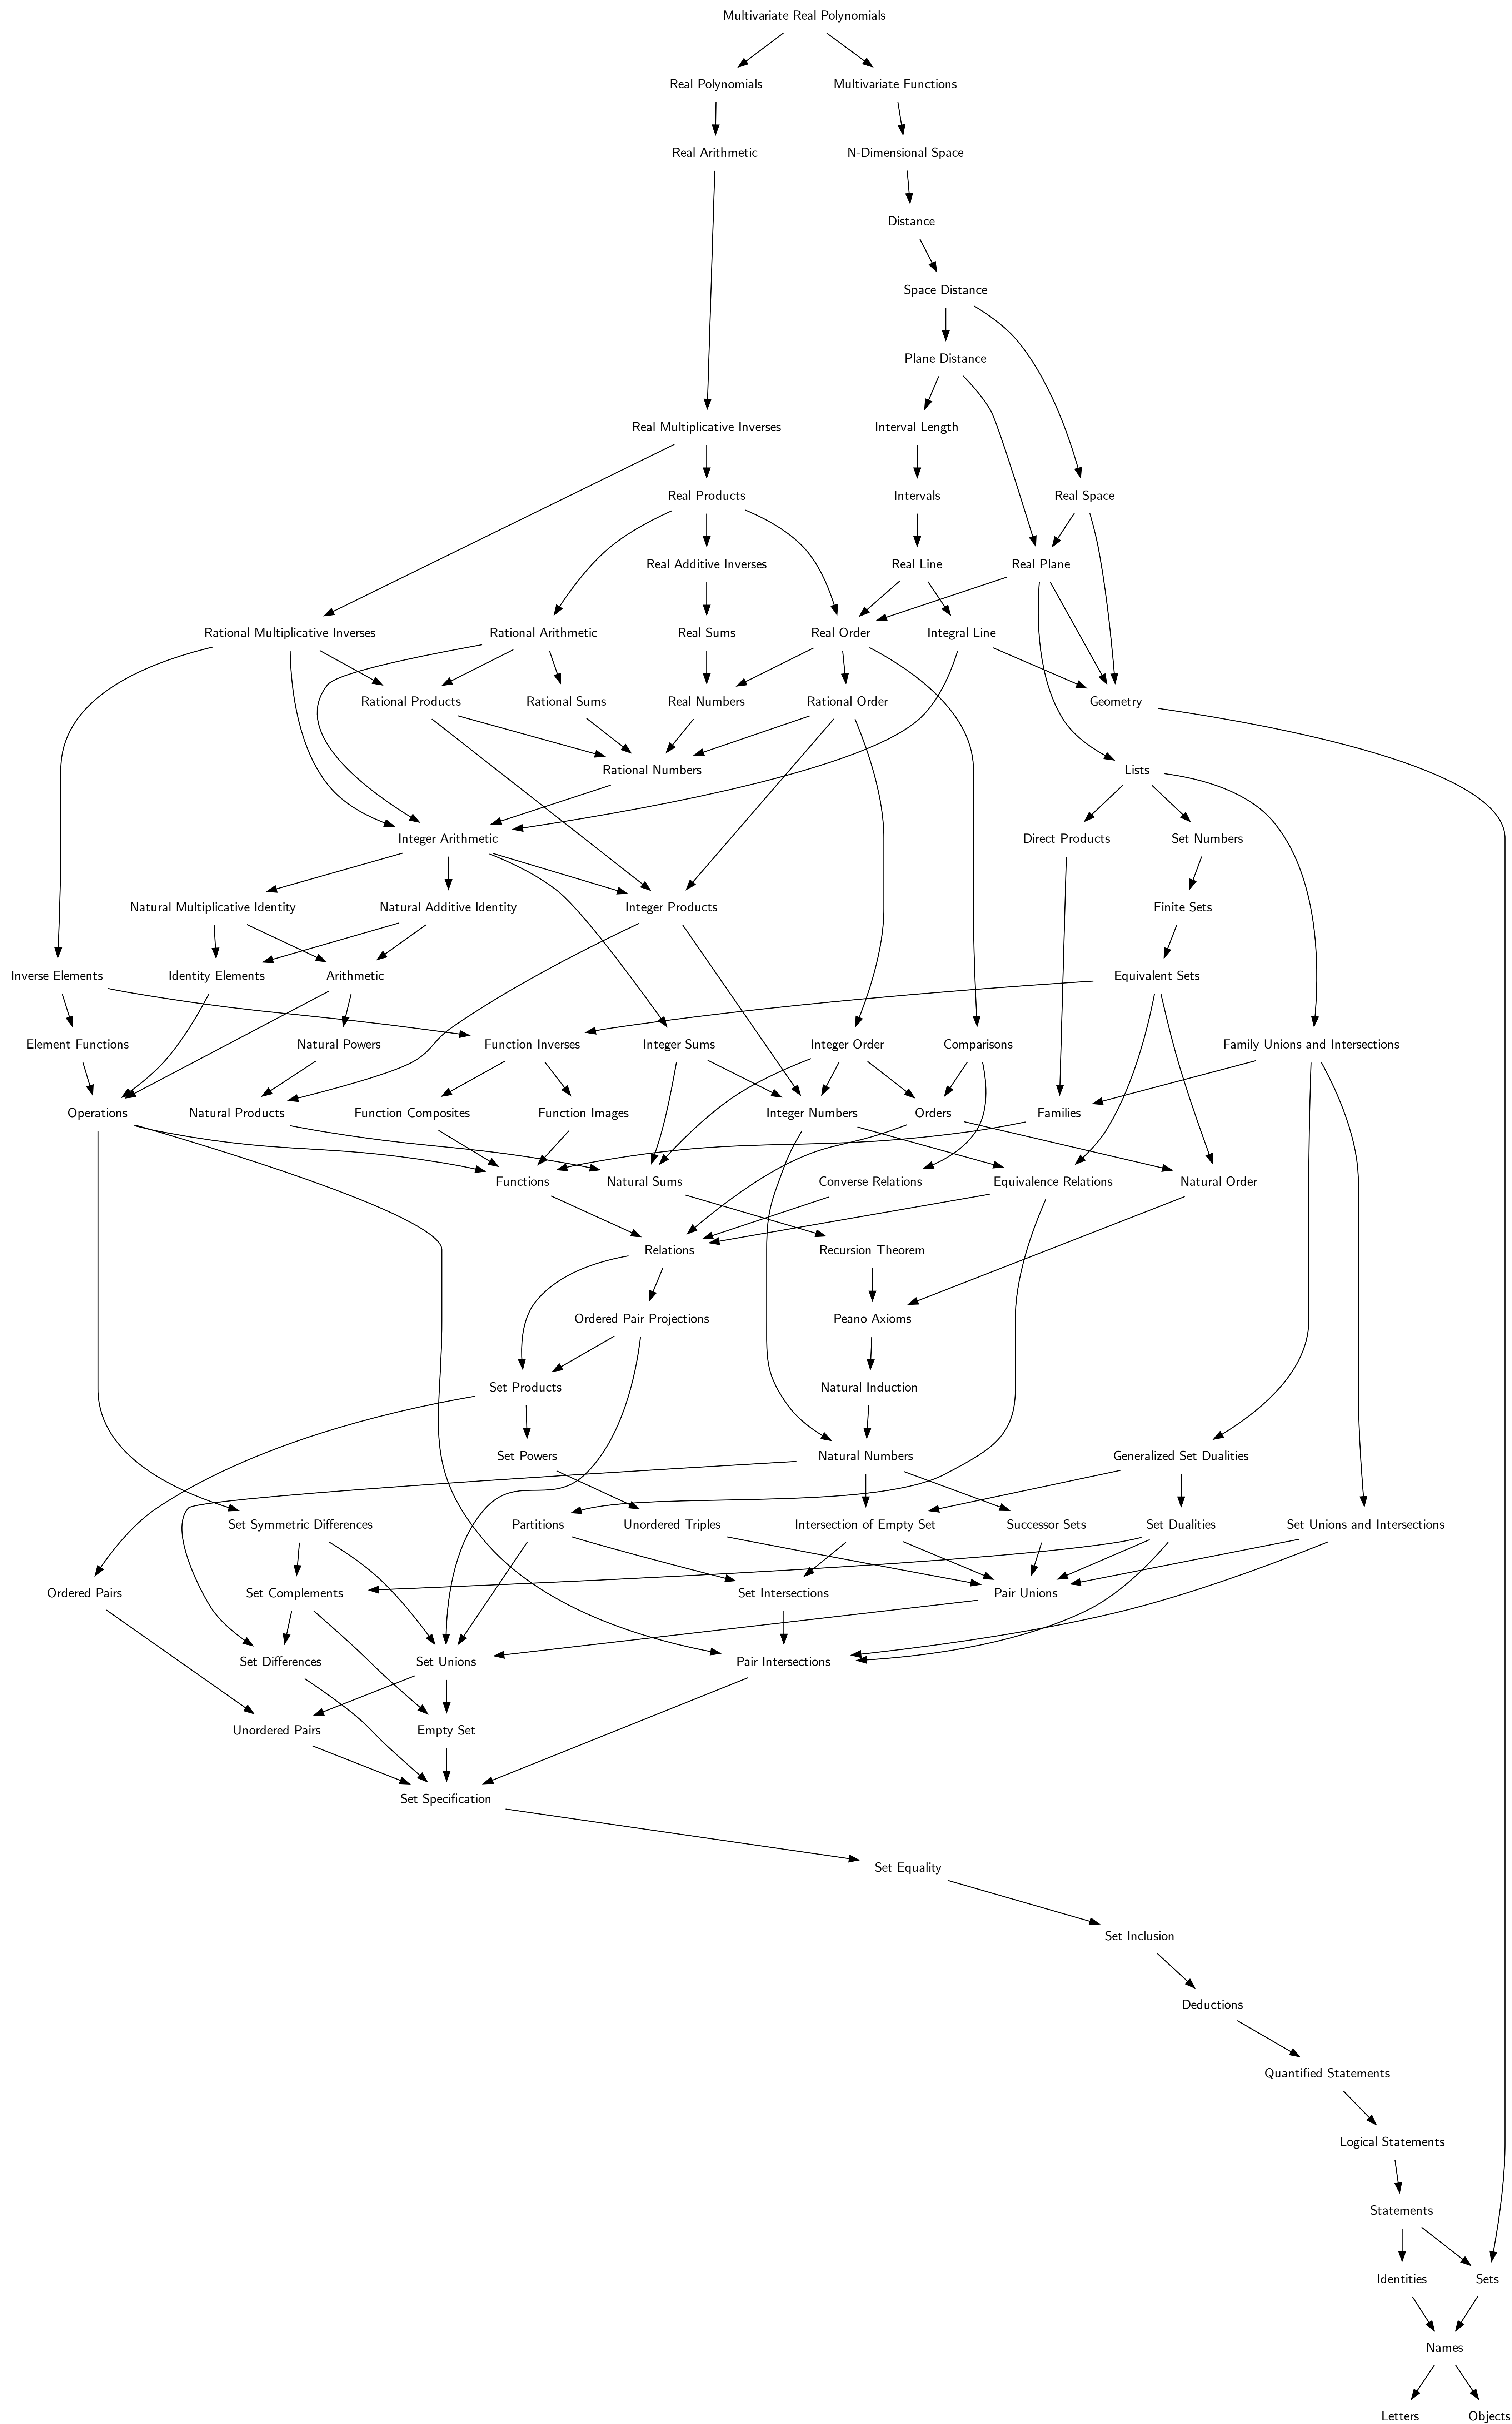 Multivariate Real Polynomials
Real Polynomials
Multivariate Functions
Real Arithmetic
N-Dimensional Space
Distance
Space Distance
Plane Distance
Real Multiplicative Inverses
Interval Length
Real Products
Intervals
Real Space
Real Additive Inverses
Real Line
Real Plane
Rational Multiplicative Inverses
Rational Arithmetic
Real Sums
Real Order
Integral Line
Rational Products
Rational Sums
Real Numbers
Rational Order
Geometry
Rational Numbers
Lists
Integer Arithmetic
Direct Products
Set Numbers
Natural Multiplicative Identity
Natural Additive Identity
Integer Products
Finite Sets
Inverse Elements
Identity Elements
Arithmetic
Equivalent Sets
Element Functions
Natural Powers
Function Inverses
Integer Sums
Integer Order
Comparisons
Family Unions and Intersections
Operations
Natural Products
Function Composites
Function Images
Integer Numbers
Orders
Families
Functions
Natural Sums
Converse Relations
Equivalence Relations
Natural Order
Relations
Recursion Theorem
Ordered Pair Projections
Peano Axioms
Set Products
Natural Induction
Set Powers
Natural Numbers
Generalized Set Dualities
Set Symmetric Differences
Partitions
Unordered Triples
Intersection of Empty Set
Successor Sets
Set Dualities
Set Unions and Intersections
Ordered Pairs
Set Complements
Set Intersections
Pair Unions
Set Differences
Set Unions
Pair Intersections
Unordered Pairs
Empty Set
Set Specification
Set Equality
Set Inclusion
Deductions
Quantified Statements
Logical Statements
Statements
Identities
Sets
Names
Letters
Objects